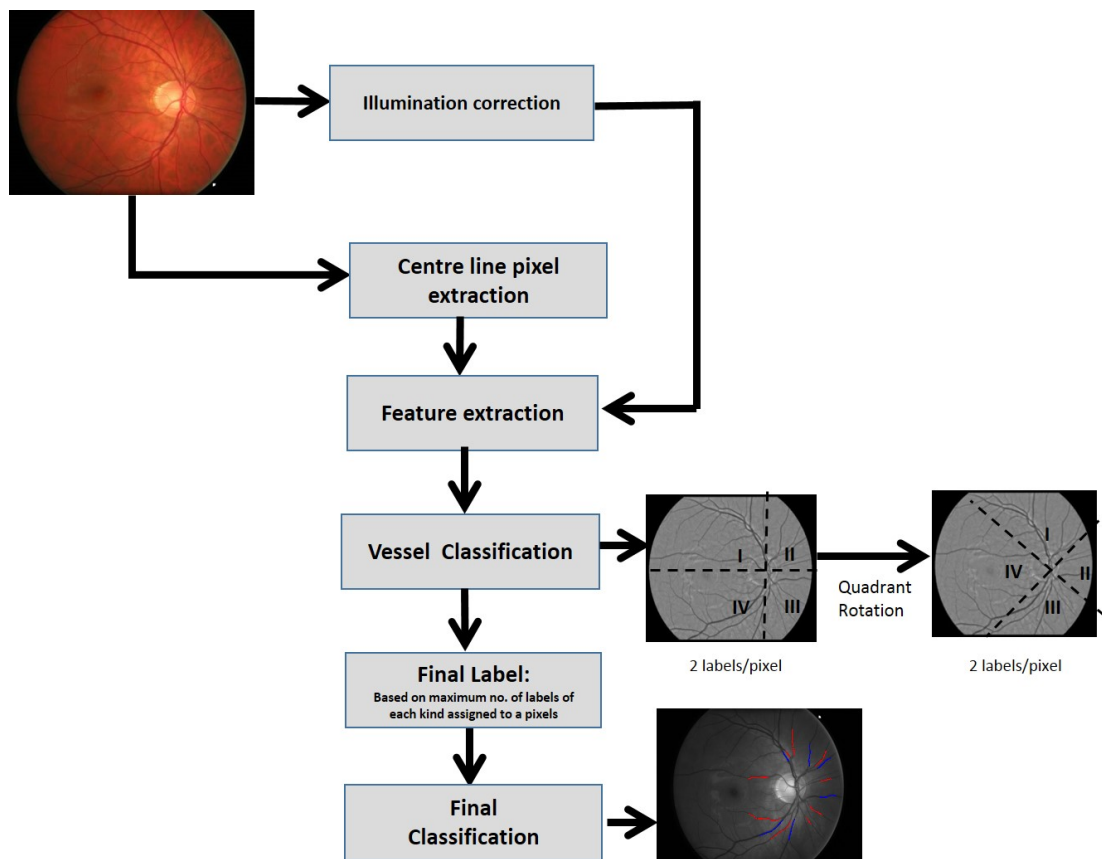 Illumination correction
Centre line pixel
extraction
Feature extraction
Vessel Classification
I
II
IV
III
2 labels/pixel
Quadrant
Rotation
I
IV
II
III
2 labels/pixel
Final Label:
Based on maximum no. of labels of
each kind assigned to a pixels
Final
Classification